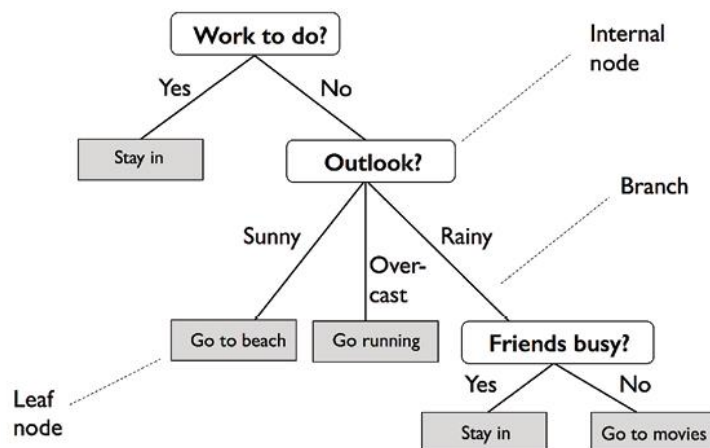 Work to do?
Internal
node
Yes
No
Stay in
Outlook?
Branch
Sunny
Over-
cast
Rainy
Go to beach
Go running
Friends busy?
Leaf
node
Yes
No
Stay in
Go to movies